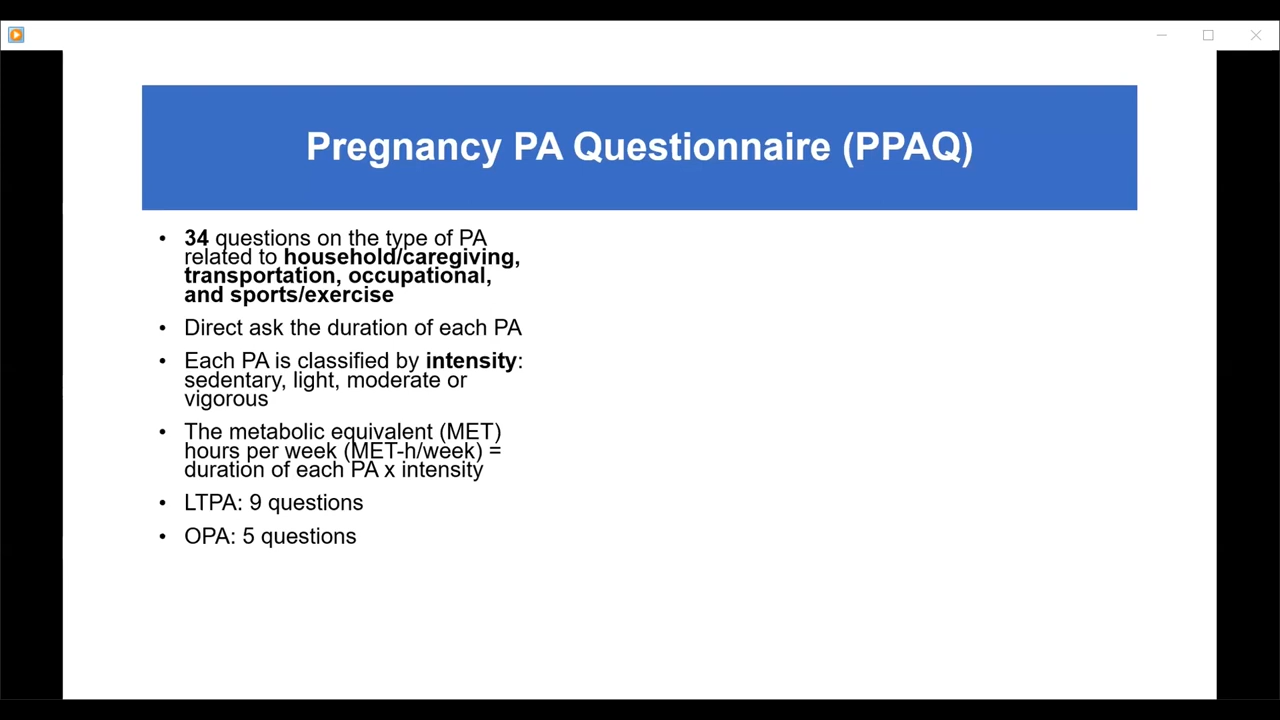 Pregnancy PA Questionnaire (PPAQ)
• 34 questions on the type of PA
related to household/caregiving,
transportation, occupational,
and sports/exercise
• Direct ask the duration of each PA
• Each PA is classified by intensity:
sedentary, light, moderate or
vigorous
• The metabolic equivalent (MET)
hours per week (MET-h/week) =
duration of each PA x intensity
• LTPA: 9 questions
• OPA: 5 questions